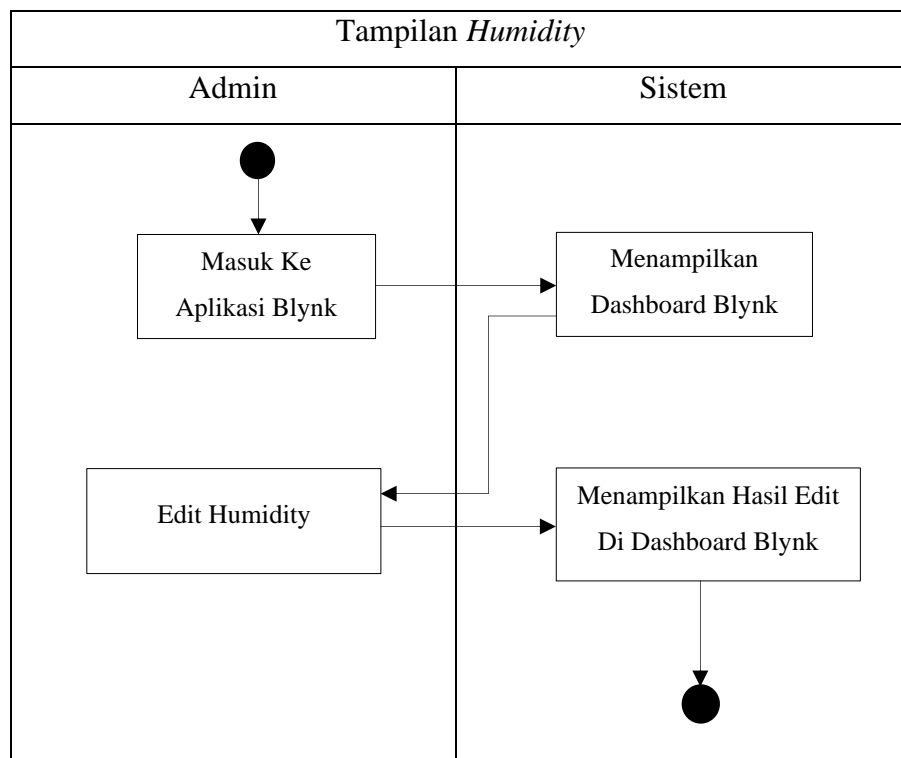 Tampilan Humidity
Admin
Sistem
Masuk Ke
Aplikasi Blynk
Menampilkan
Dashboard Blynk
Edit Humidity
Menampilkan Hasil Edit
Di Dashboard Blynk